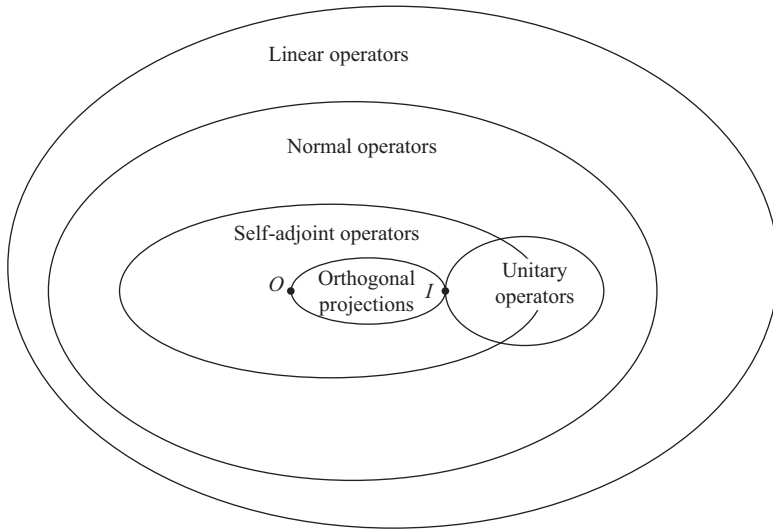 Linear operators
Normal operators
Self-adjoint operators
O
Orthogonal
projections
I
Unitary
operators